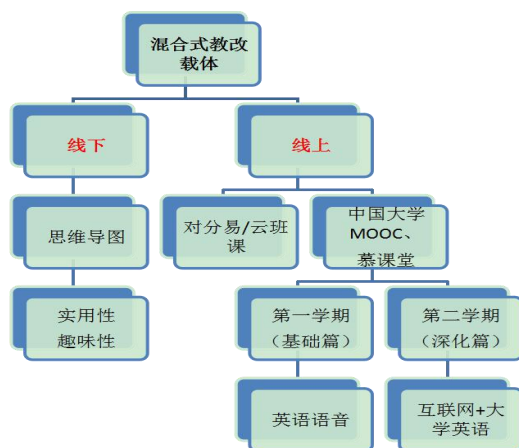 混合式教改
载体
线下
线上
思维导图
对分易/云班
课
中国大学
MOOC、
慕课堂
实用性
趣味性
第一学期
（基础篇）
第二学期
（深化篇）
英语语音
互联网+大
学英语